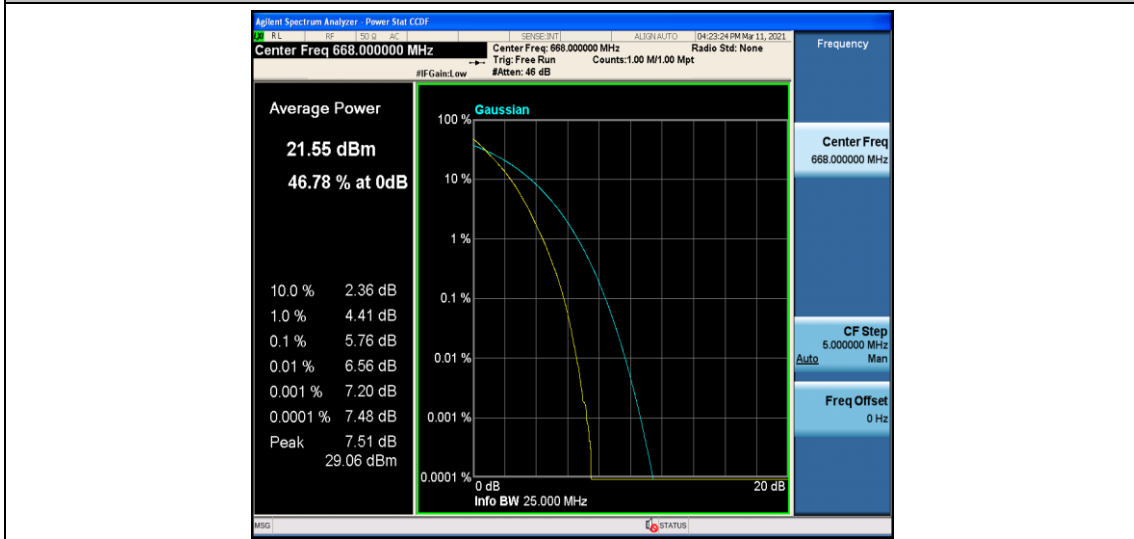 Agilent Spectrum Analyzer - Power Stat CCDF
RL RF 50 Ω AC SENSE:INT ALIGN AUTO 04:23:24 PM Mar 11, 2021
Center Freq 668.000000 MHz
Center Freq: 668.000000 MHz Radio Std: None
Trig: Free Run Counts:1.00 M/1.00 Mpt
#IFGain:Low #Atten: 46 dB
Frequency
Average Power
21.55 dBm
46.78 % at 0dB
10.0 % 2.36 dB
1.0 % 4.41 dB
0.1 % 5.76 dB
0.01 % 6.56 dB
0.001 % 7.20 dB
0.0001 % 7.48 dB
Peak 7.51 dB
29.06 dBm
Gaussian
100 %
10 %
1 %
0.1 %
0.01 %
0.001 %
0.0001 %
0 dB 20 dB
Info BW 25.000 MHz
Center Freq
668.000000 MHz
CF Step
5.000000 MHz
Auto Man
Freq Offset
0 Hz
MSG STATUS